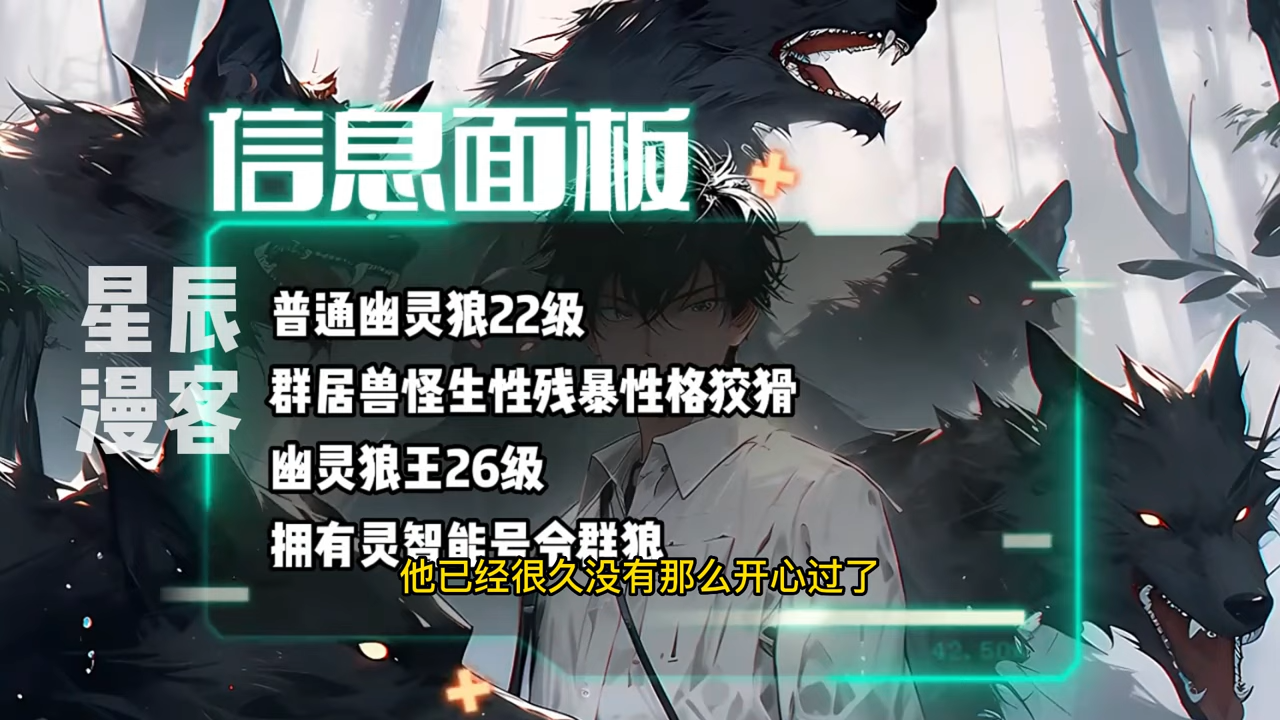 信息面板
星辰
漫客
普通幽灵狼22级
群居兽怪生性残暴性格狡猾
幽灵狼王26级
拥有灵智能号令群狼
他已经很久没有那么开心过了